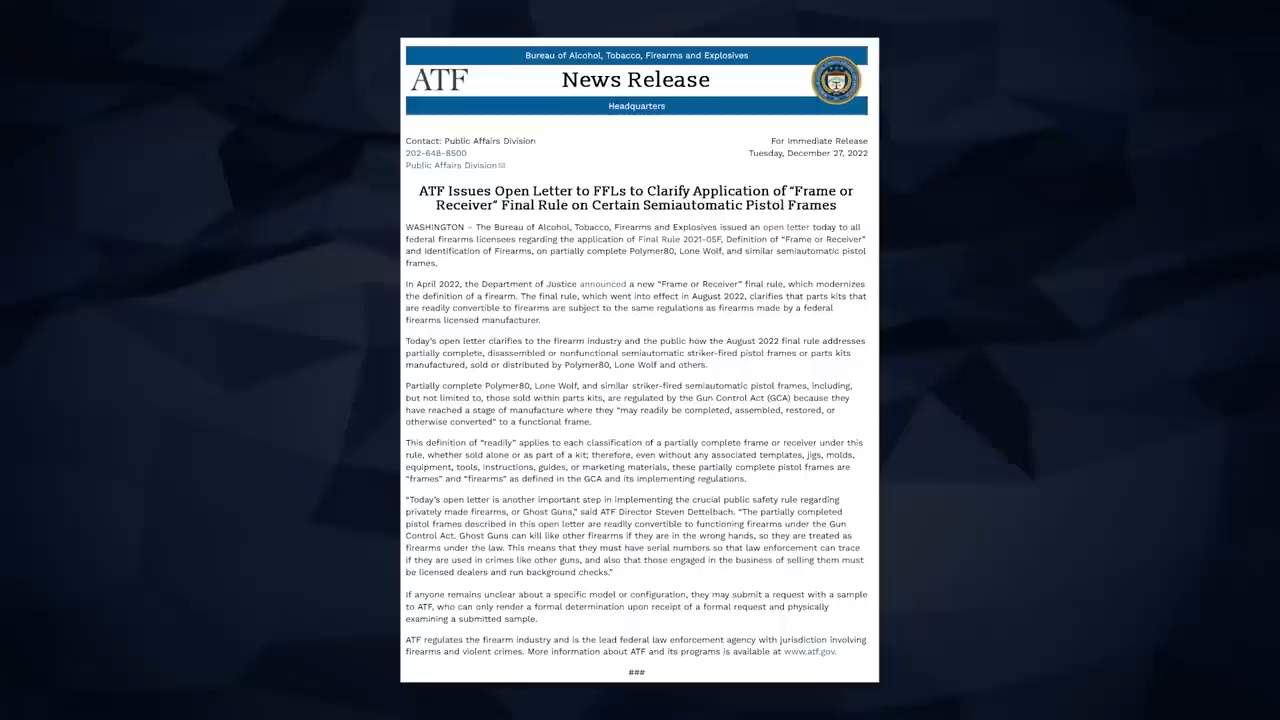 Bureau of Alcohol, Tobacco, Firearms and Explosives
ATF
News Release
Headquarters
Contact: Public Affairs Division
For Immediate Release
202-648-8500
Tuesday, December 27, 2022
Public Affairs Division
ATF Issues Open Letter to FFLs to Clarify Application of “Frame or
Receiver” Final Rule on Certain Semiautomatic Pistol Frames
WASHINGTON – The Bureau of Alcohol, Tobacco, Firearms and Explosives issued an open letter today to all
federal firearms licensees regarding the application of Final Rule 2021-05F, Definition of “Frame or Receiver”
and identification of Firearms, on partially complete Polymer80, Lone Wolf, and similar semiautomatic pistol
frames.
In April 2022, the Department of Justice announced a new “Frame or Receiver” final rule, which modernizes
the definition of a firearm. The final rule, which went into effect in August 2022, clarifies that parts kits that
are readily convertible to firearms are subject to the same regulations as firearms made by a federal
firearms licensed manufacturer.
Today’s open letter clarifies to the firearm industry and the public how the August 2022 final rule addresses
partially complete, disassembled or nonfunctional semiautomatic striker-fired pistol frames or parts kits
manufactured, sold or distributed by Polymer80, Lone Wolf and others.
Partially complete Polymer80, Lone Wolf, and similar striker-fired semiautomatic pistol frames, including,
but not limited to, those sold within parts kits, are regulated by the Gun Control Act (GCA) because they
have reached a stage of manufacture where they “may readily be completed, assembled, restored, or
otherwise converted” to a functional frame.
This definition of “readily” applies to each classification of a partially complete frame or receiver under this
rule, whether sold alone or as part of a kit; therefore, even without any associated templates, jigs, molds,
equipment, tools, instructions, guides, or marketing materials, these partially complete pistol frames are
“frames” and “firearms” as defined in the GCA and its implementing regulations.
“Today’s open letter is another important step in implementing the crucial public safety rule regarding
privately made firearms, or Ghost Guns,” said ATF Director Steven Dettelbach. “The partially completed
pistol frames described in this open letter are readily convertible to functioning firearms under the Gun
Control Act. Ghost Guns can kill like other firearms if they are in the wrong hands, so they are treated as
firearms under the law. This means that they must have serial numbers so that law enforcement can trace
if they are used in crimes like other guns, and also that those engaged in the business of selling them must
be licensed dealers and run background checks.”
If anyone remains unclear about a specific model or configuration, they may submit a request with a sample
to ATF, who can only render a formal determination upon receipt of a formal request and physically
examining a submitted sample.
ATF regulates the firearm industry and is the lead federal law enforcement agency with jurisdiction involving
firearms and violent crimes. More information about ATF and its programs is available at www.atf.gov.
###